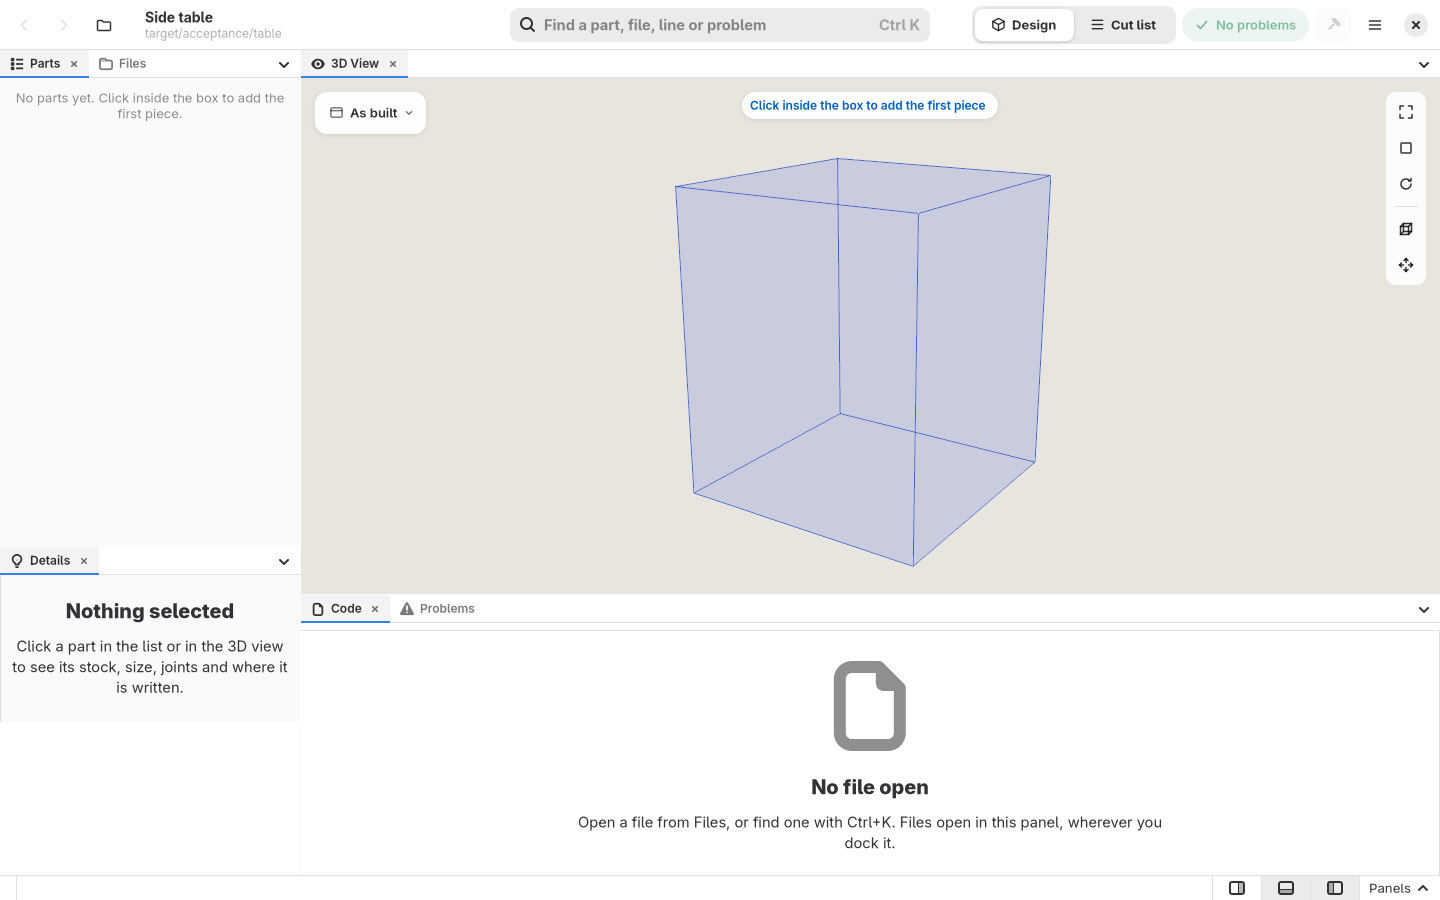 Side table
target/acceptance/table
Find a part, file, line or problem
Ctrl K
Design
Cut list
No problems
Parts
Files
3D View
No parts yet. Click inside the box to add the
first piece.
As built
Click inside the box to add the first piece
Details
Nothing selected
Click a part in the list or in the 3D view
to see its stock, size, joints and where it
is written.
Code
Problems
No file open
Open a file from Files, or find one with Ctrl+K. Files open in this panel, wherever you
dock it.
Panels